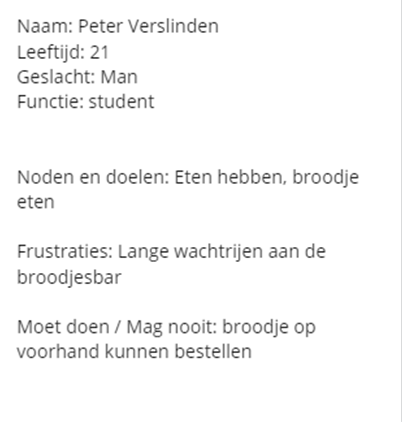 Naam: Peter Verslinden
Leeftijd: 21
Geslacht: Man
Functie: student
Noden en doelen: Eten hebben, broodje
eten
Frustraties: Lange wachtrijen aan de
broodjesbar
Moet doen / Mag nooit: broodje op
voorhand kunnen bestellen